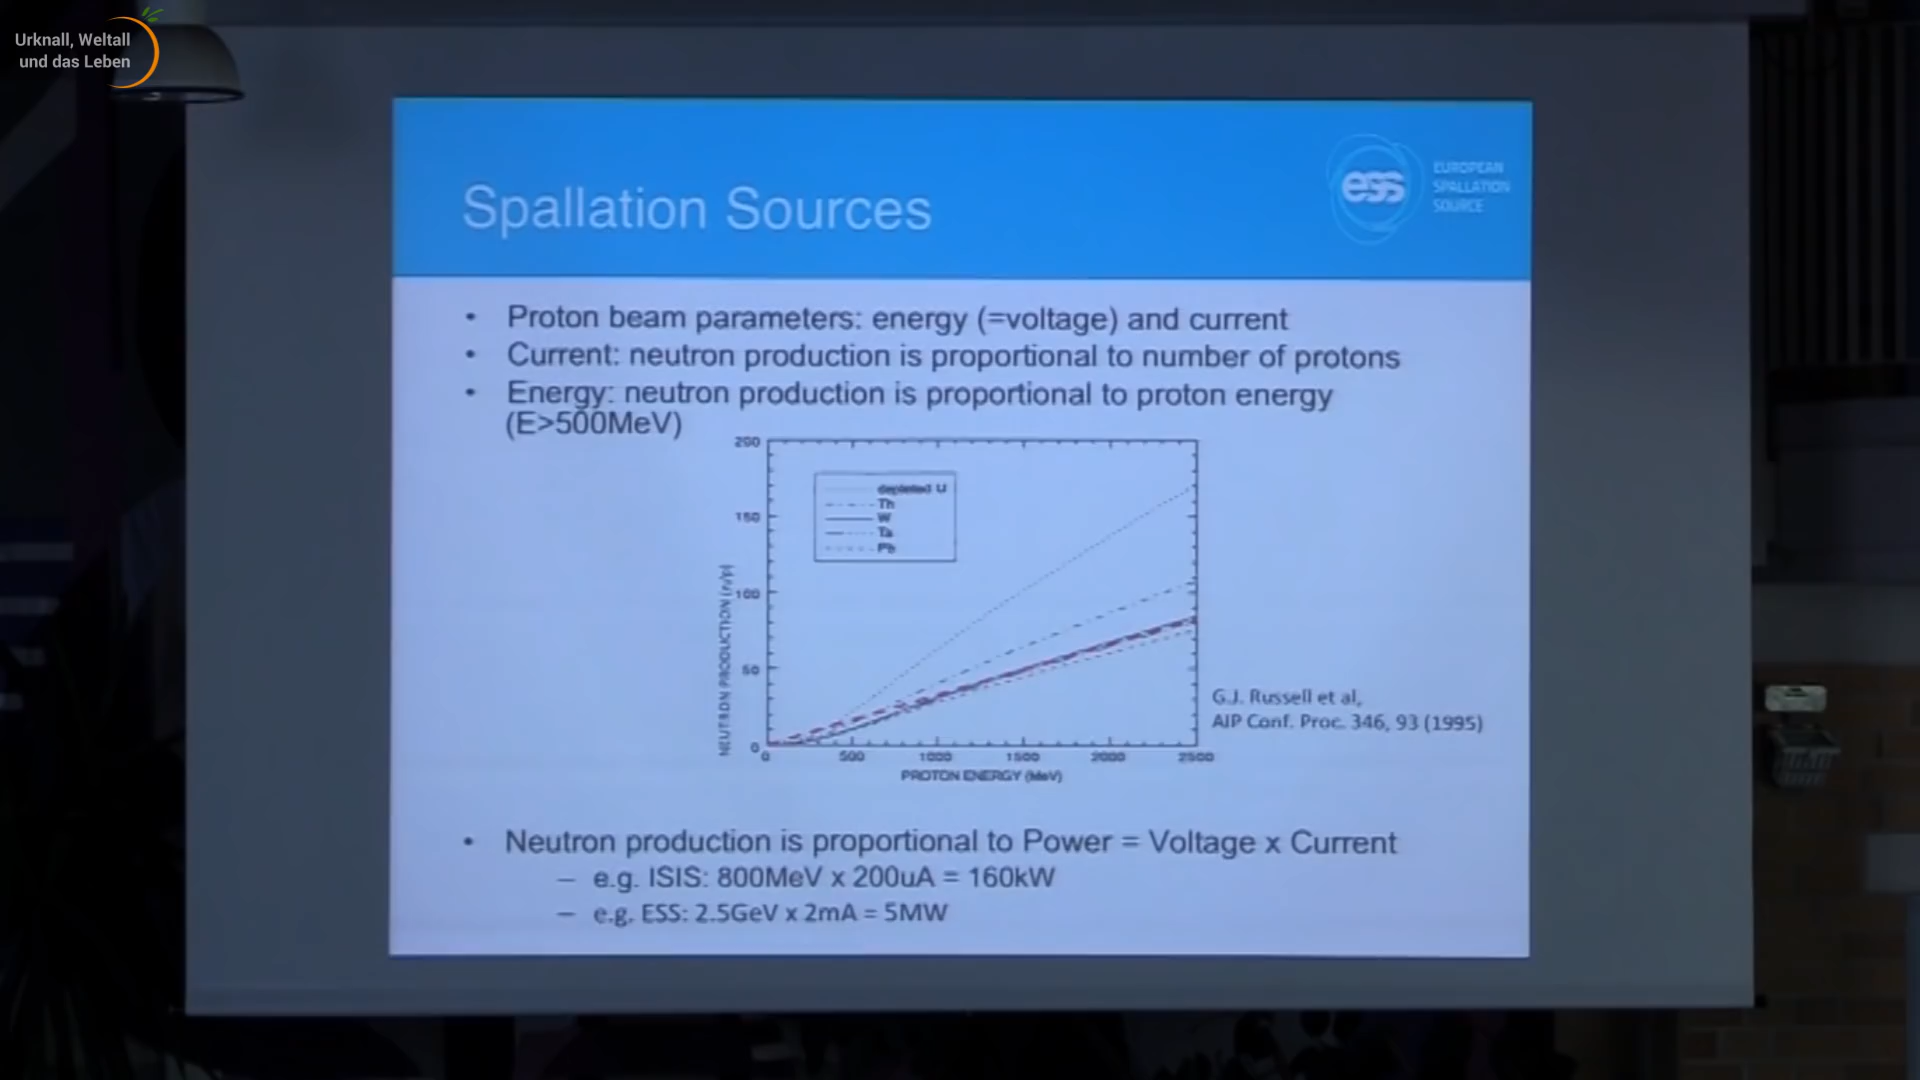 Urknall, Weltall
und das Leben
Spallation Sources
ess
EUROPEAN
SPALLATION
SOURCE
• Proton beam parameters: energy (=voltage) and current
• Current: neutron production is proportional to number of protons
• Energy: neutron production is proportional to proton energy
(E>500MeV)
200
150
100
50
0
depleted U
Th
W
Ta
Pb
NEUTRON PRODUCTION (n/p)
0 500 1000 1500 2000 2500
PROTON ENERGY (MeV)
G.J. Russell et al,
AIP Conf. Proc. 346, 93 (1995)
• Neutron production is proportional to Power = Voltage x Current
– e.g. ISIS: 800MeV x 200uA = 160kW
– e.g. ESS: 2.5GeV x 2mA = 5MW